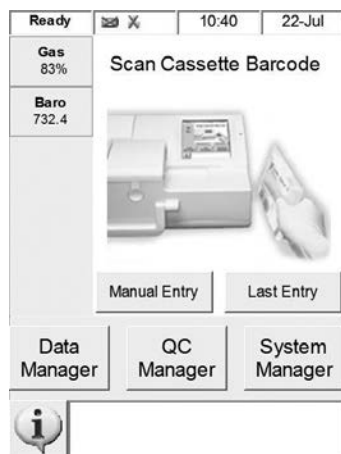 Ready 10:40 22-Jul
Gas
83%
Scan Cassette Barcode
Baro
732.4
Manual Entry Last Entry
Data Manager
QC Manager
System Manager
i